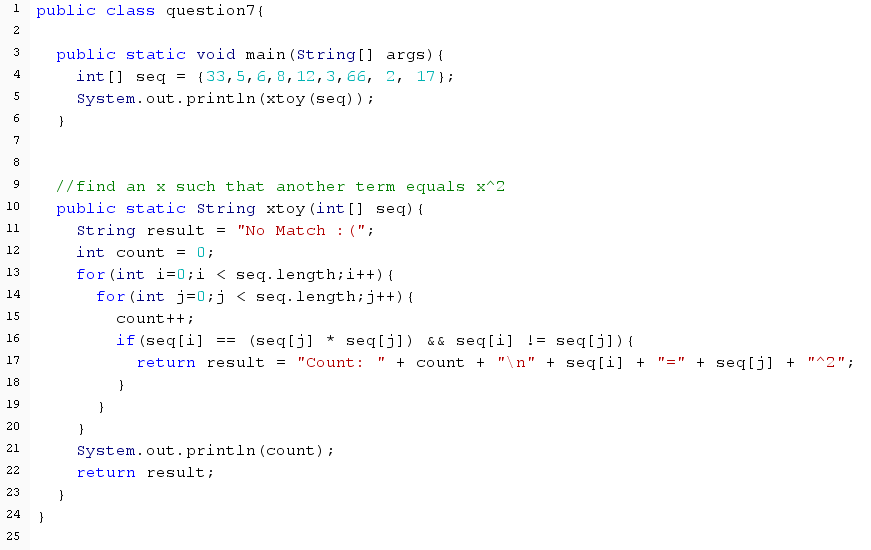 1 public class question7{
2
3 public static void main(String[] args){
4 int[] seq = {33,5,6,8,12,3,66, 2, 17};
5 System.out.println(xtoy(seq));
6 }
7
8
9 //find an x such that another term equals x^2
10 public static String xtoy(int[] seq){
11 String result = "No Match :(";
12 int count = 0;
13 for(int i=0;i < seq.length;i++){
14 for(int j=0;j < seq.length;j++){
15 count++;
16 if(seq[i] == (seq[j] * seq[j]) && seq[i] != seq[j]){
17 return result = "Count: " + count + "\n" + seq[i] + "=" + seq[j] + "^2";
18 }
19 }
20 }
21 System.out.println(count);
22 return result;
23 }
24 }
25